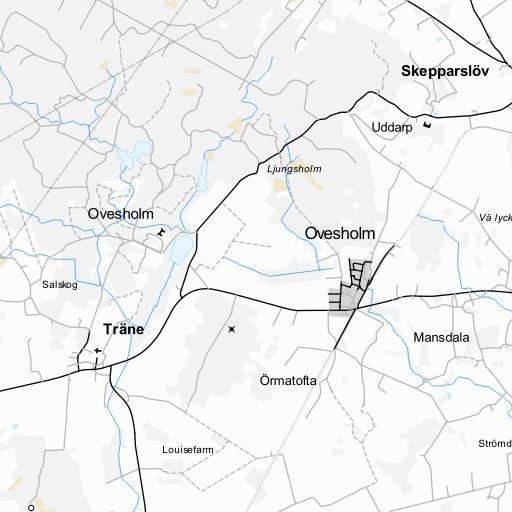 Skepparslöv
Uddarp
Ljungsholm
Ovesholm
Vä lyck
Ovesholm
Salskog
Träne
Mansdala
Örmatofta
Louisefarm
Strömd